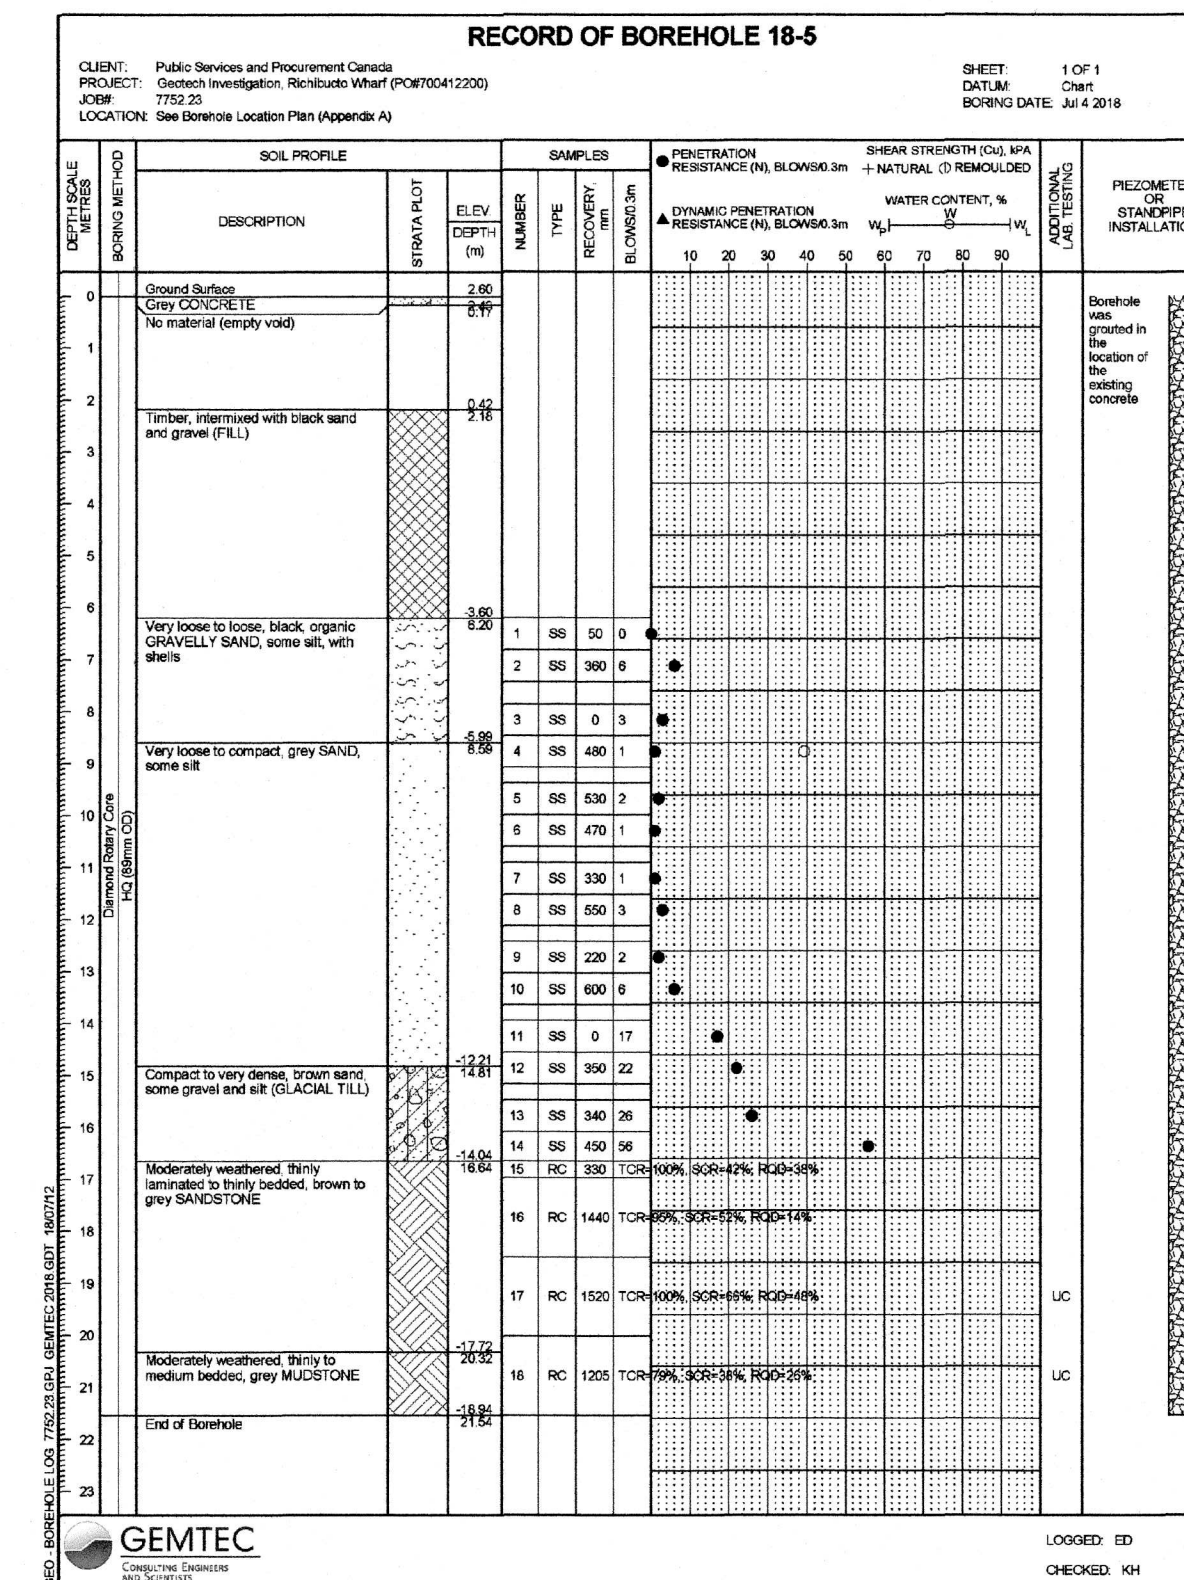 RECORD OF BOREHOLE 18-5
CLIENT: Public Services and Procurement Canada
PROJECT: Geotech Investigation, Richibucto Wharf (PO#700412200)
JOB#: 7752.23
LOCATION: See Borehole Location Plan (Appendix A)
SHEET: 1 OF 1
DATUM: Chart
BORING DATE: Jul 4 2018
DEPTH SCALE
METRES
BORING METHOD
SOIL PROFILE
DESCRIPTION
STRATA PLOT
ELEV.
DEPTH
(m)
SAMPLES
NUMBER
TYPE
RECOVERY,
mm
BLOWS/0.3m
PENETRATION
RESISTANCE (N), BLOWS/0.3m
DYNAMIC PENETRATION
RESISTANCE (N), BLOWS/0.3m
SHEAR STRENGTH (Cu), kPA
+ NATURAL ⊕ REMOULDED
WATER CONTENT, %
W
Wp WL
10 20 30 40 50 60 70 80 90
ADDITIONAL
LAB. TESTING
PIEZOMETE
OR
STANDPIPE
INSTALLATIO
0
Ground Surface 2.60
Grey CONCRETE
0.17
No material (empty void)
Borehole
was
grouted in
the
location of
the
existing
concrete
1
2
0.42
2.18
Timber, intermixed with black sand
and gravel (FILL)
3
4
5
6
-3.60
6.20
Very loose to loose, black, organic
GRAVELLY SAND, some silt, with
shells
1 SS 50 0
7
2 SS 360 6
8
3 SS 0 3
-5.99
8.59
Very loose to compact, grey SAND,
some silt
4 SS 480 1
9
5 SS 530 2
10
6 SS 470 1
Diamond Rotary Core
HQ (89mm OD)
11
7 SS 330 1
8 SS 550 3
12
9 SS 220 2
13
10 SS 600 6
14
11 SS 0 17
-12.21
14.81
12 SS 350 22
15
Compact to very dense, brown sand,
some gravel and silt (GLACIAL TILL)
13 SS 340 26
16
14 SS 450 56
-14.04
16.64
15 RC 330 TCR=100%, SCR=42%, RQD=38%
Moderately weathered, thinly
laminated to thinly bedded, brown to
grey SANDSTONE
17
16 RC 1440 TCR=95%, SCR=52%, RQD=14%
18
19
17 RC 1520 TCR=100%, SCR=66%, RQD=48% UC
20
-17.72
20.32
Moderately weathered, thinly to
medium bedded, grey MUDSTONE
18 RC 1205 TCR=79%, SCR=38%, RQD=26% UC
21
-18.94
21.54
End of Borehole
22
23
GEO - BOREHOLE LOG 7752.23.GPJ GEMTEC 2018.GDT 18/07/12
GEMTEC
CONSULTING ENGINEERS
AND SCIENTISTS
LOGGED: ED
CHECKED: KH